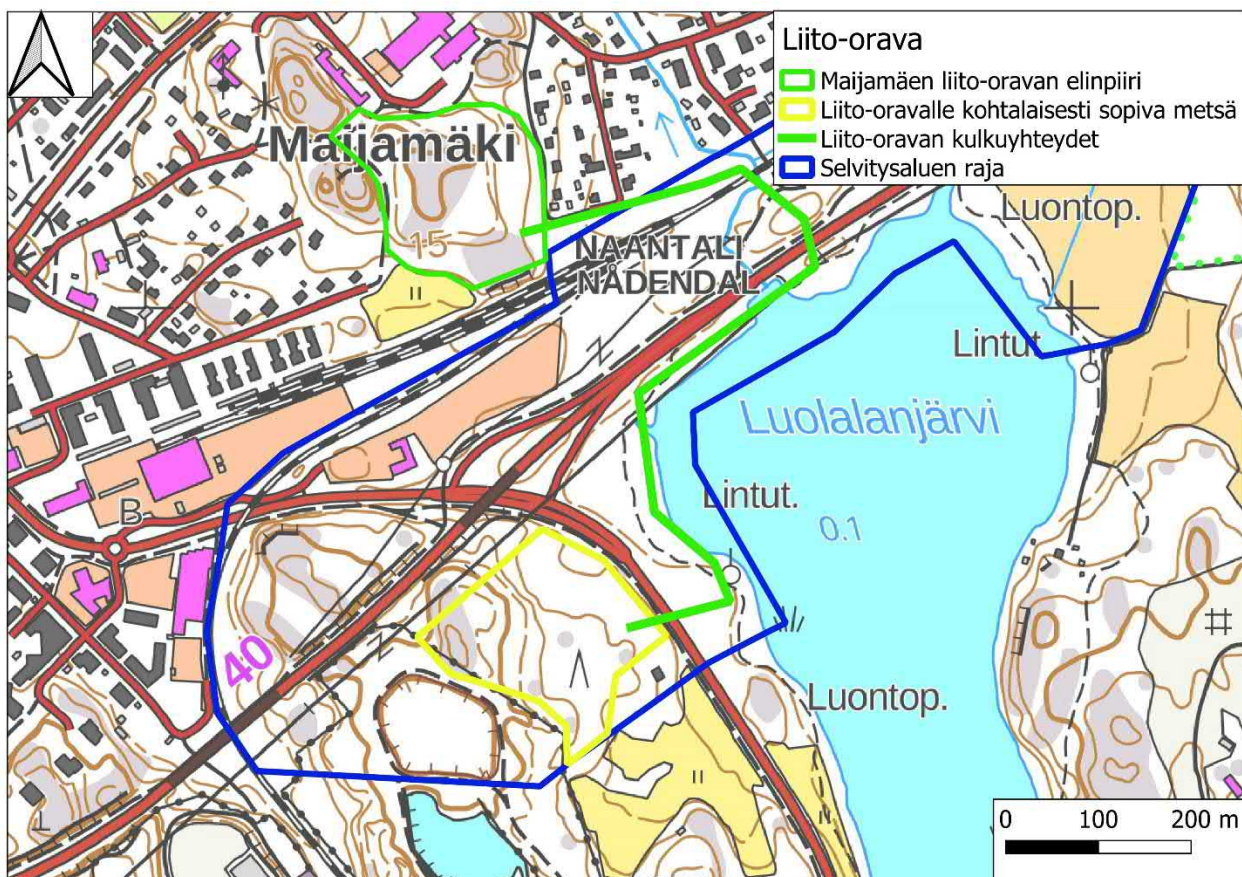 Liito-orava
Maijamäen liito-oravan elinpiiri
Liito-oravalle kohtalaisesti sopiva metsä
Liito-oravan kulkuyhteydet
Selvitysaluen raja
Maijamäki
Luontop.
15
NAANTALI
NÅDENDAL
Lintut.
Luolalanjärvi
Lintut.
B
0.1
40
Luontop.
0 100 200 m